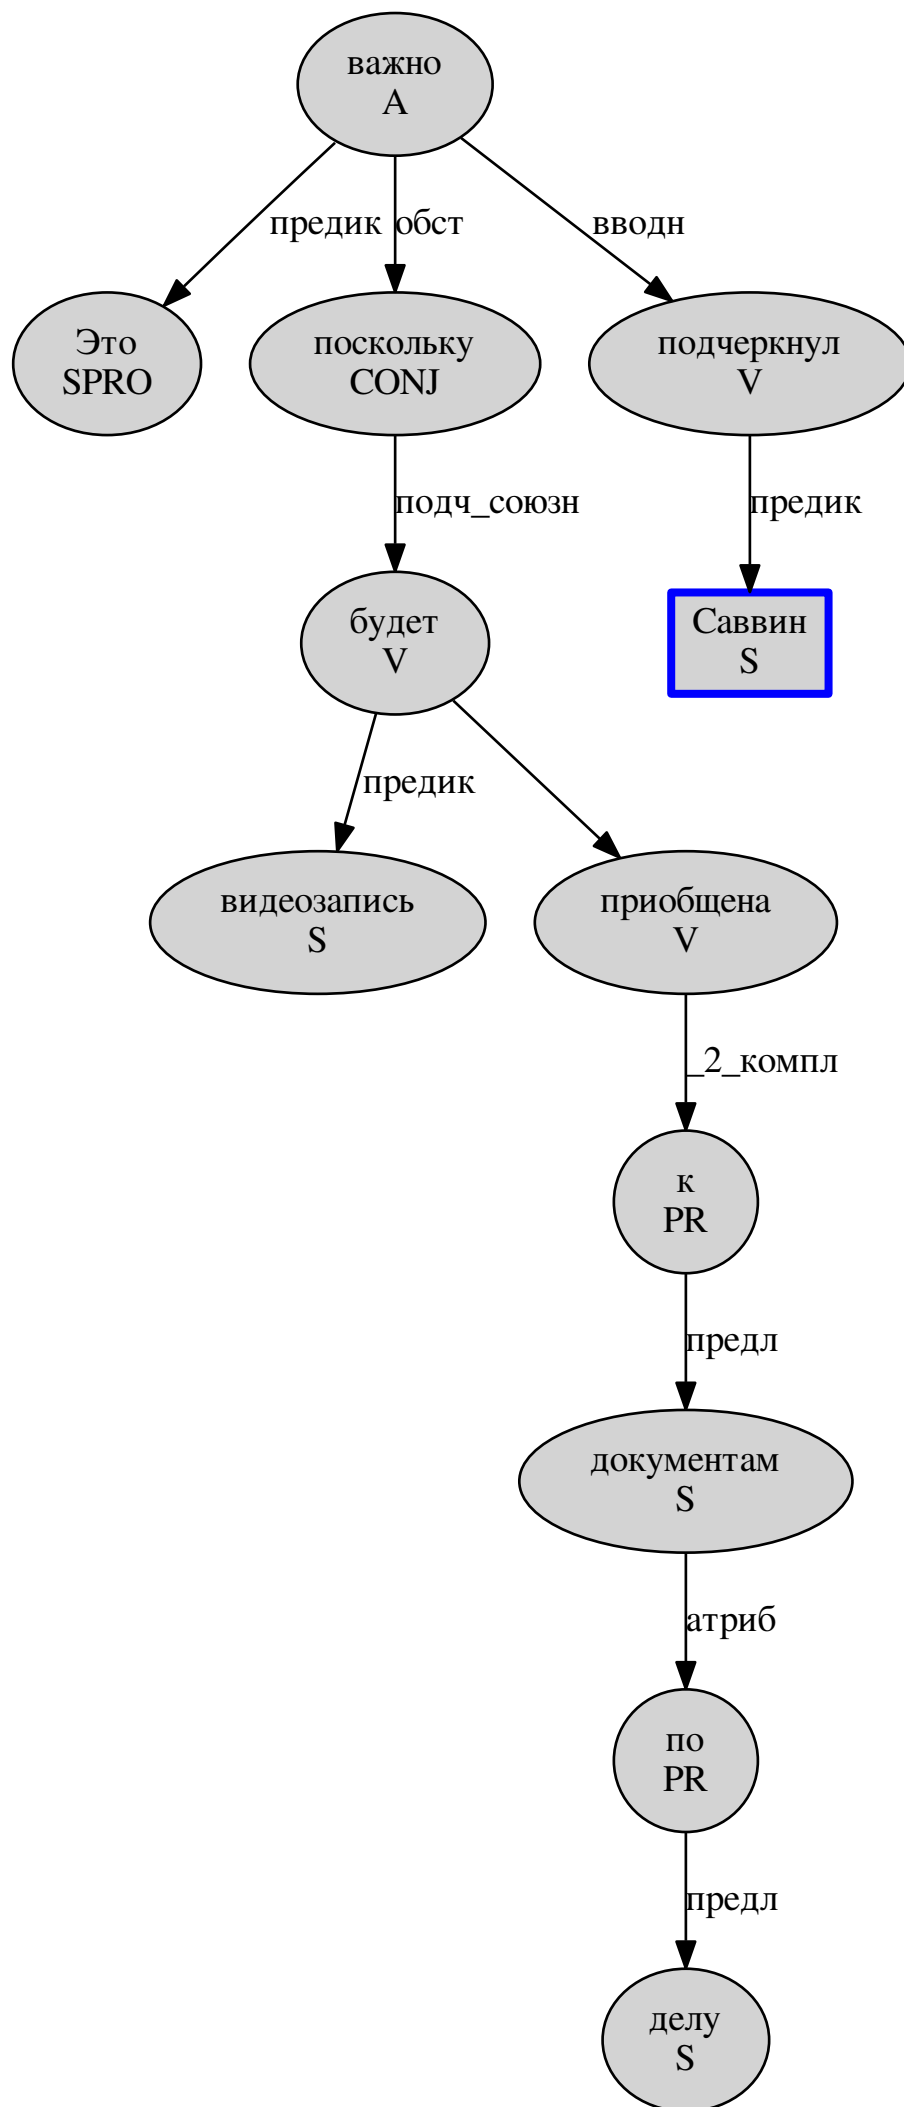 важно
A
предик
обст
вводн
Это
SPRO
поскольку
CONJ
подчеркнул
V
подч_союзн
предик
будет
V
Саввин
S
предик
видеозапись
S
приобщена
V
_2_компл
к
PR
предл
документам
S
атриб
по
PR
предл
делу
S